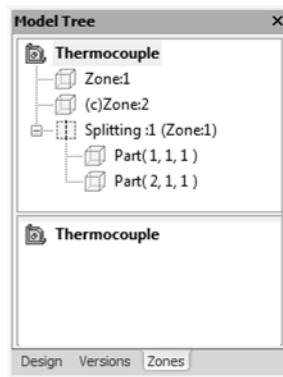 Model Tree
Thermocouple
Zone:1
(c)Zone:2
Splitting :1 (Zone:1)
Part( 1, 1, 1 )
Part( 2, 1, 1 )
Thermocouple
Design Versions Zones